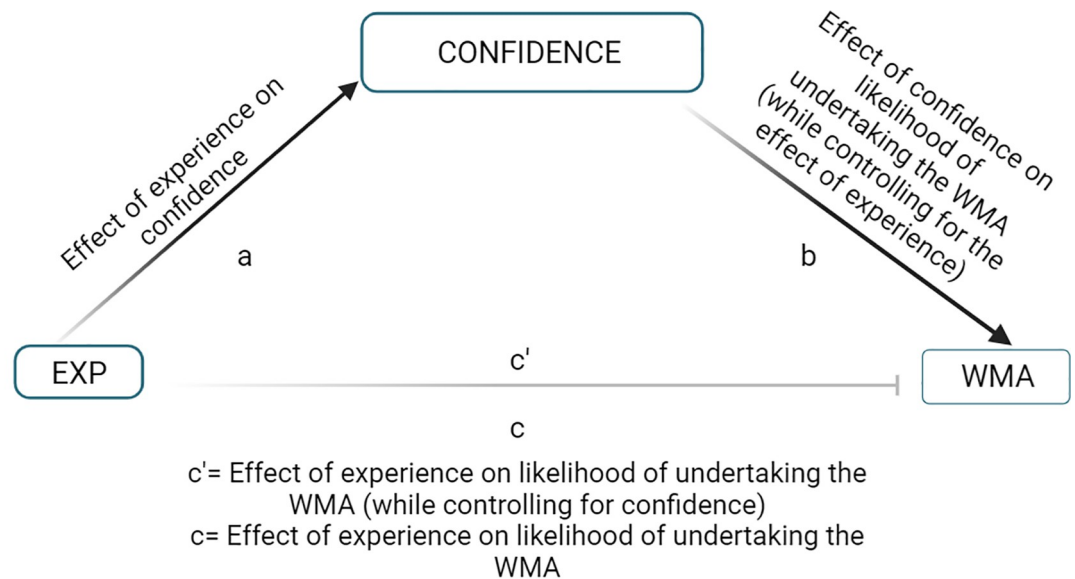 CONFIDENCE
Effect of experience on
confidence
a
Effect of confidence on
likelihood of
undertaking the WMA
(while controlling for the
effect of experience)
b
EXP
c'
WMA
c
c'= Effect of experience on likelihood of undertaking the
WMA (while controlling for confidence)
c= Effect of experience on likelihood of undertaking the
WMA